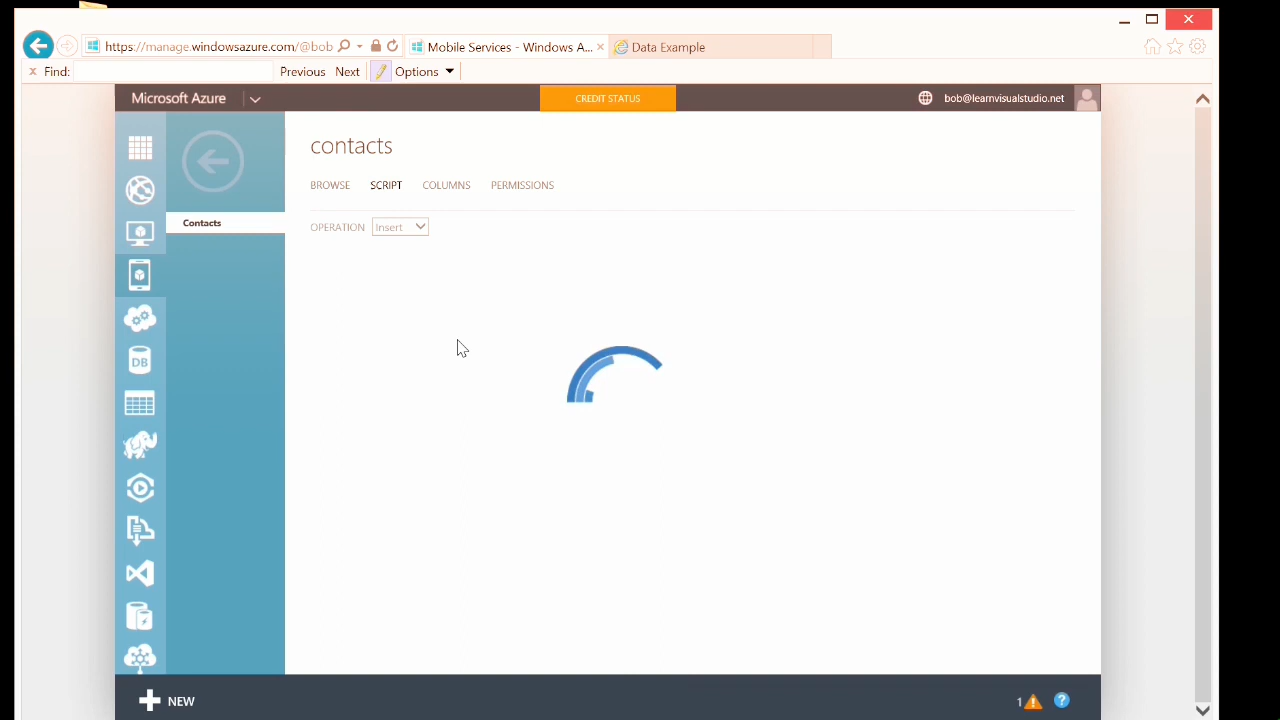 https://manage.windowsazure.com/@bob
Mobile Services - Windows A...
Data Example
x Find:
Previous
Next
Options
Microsoft Azure
CREDIT STATUS
bob@learnvisualstudio.net
contacts
BROWSE
SCRIPT
COLUMNS
PERMISSIONS
Contacts
OPERATION
Insert
DB
NEW
1
?